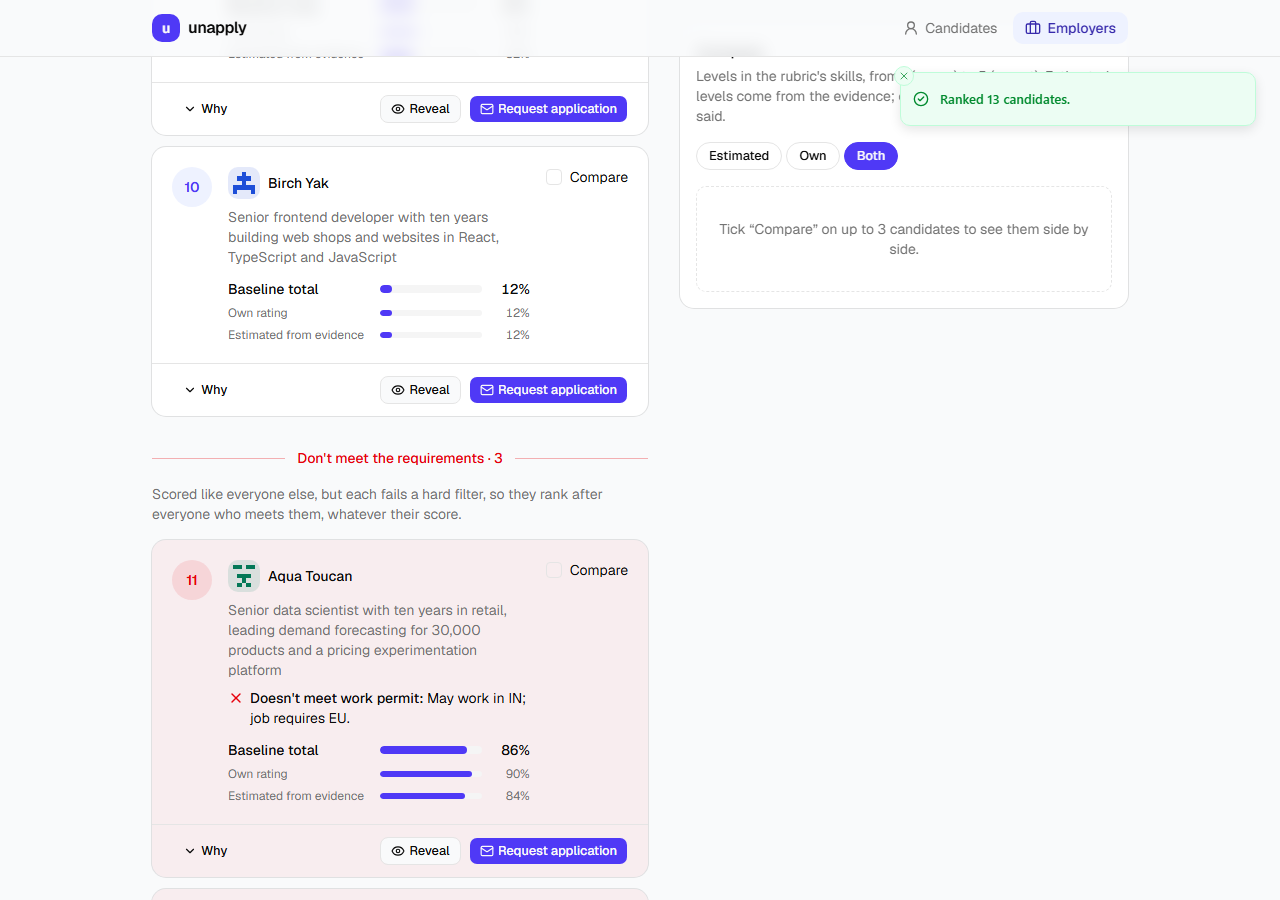 u unapply
Candidates
Employers
Why
Reveal
Request application
Levels in the rubric's skills, from
levels come from the evidence;
said.
Ranked 13 candidates.
Estimated
Own
Both
Tick “Compare” on up to 3 candidates to see them side by
side.
10
Birch Yak
Compare
Senior frontend developer with ten years
building web shops and websites in React,
TypeScript and JavaScript
Baseline total 12%
Own rating 12%
Estimated from evidence 12%
Why
Reveal
Request application
Don't meet the requirements · 3
Scored like everyone else, but each fails a hard filter, so they rank after
everyone who meets them, whatever their score.
11
Aqua Toucan
Compare
Senior data scientist with ten years in retail,
leading demand forecasting for 30,000
products and a pricing experimentation
platform
Doesn't meet work permit: May work in IN;
job requires EU.
Baseline total 86%
Own rating 90%
Estimated from evidence 84%
Why
Reveal
Request application